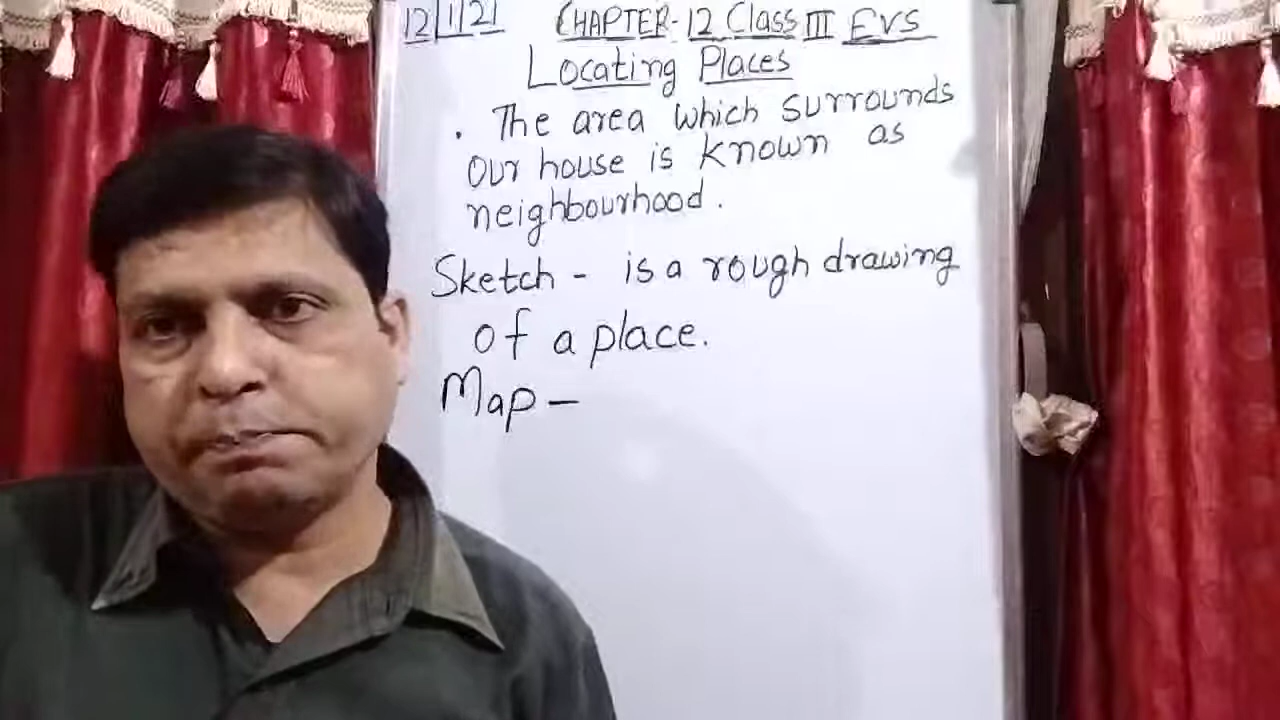 12/1/21 CHAPTER-12 Class III EVS
Locating Places
. The area which surrounds
our house is known as
neighbourhood.
Sketch - is a rough drawing
of a place.
Map -